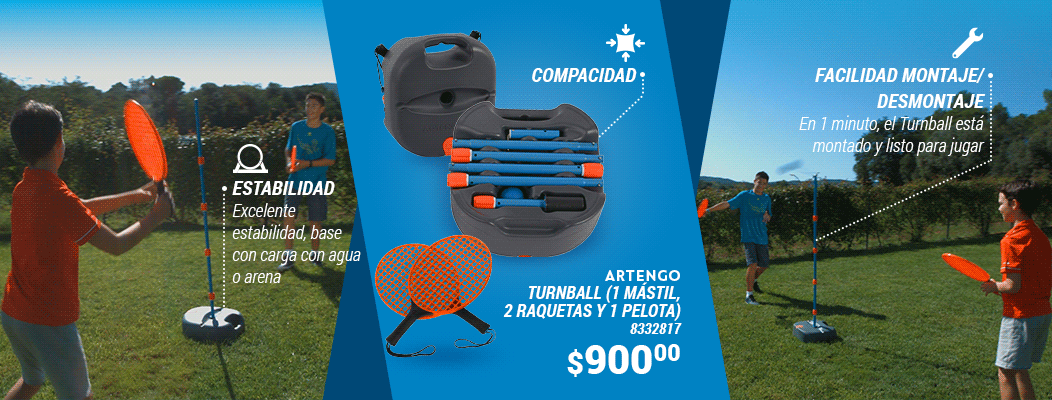 ESTABILIDAD
Excelente
estabilidad, base
con carga con agua
o arena
COMPACIDAD
ARTENGO
TURNBALL (1 MÁSTIL,
2 RAQUETAS Y 1 PELOTA)
8332817
$900⁰⁰
FACILIDAD MONTAJE/
DESMONTAJE
En 1 minuto, el Turnball está
montado y listo para jugar